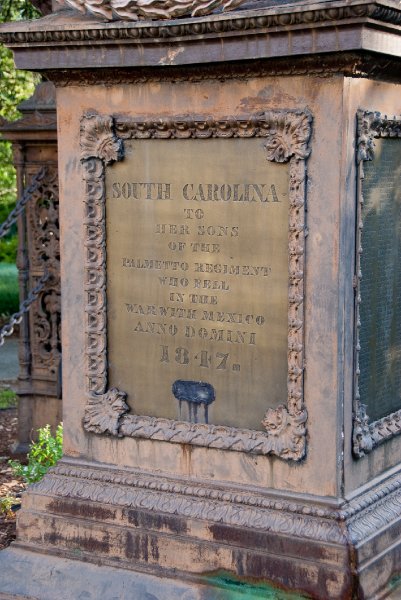 SOUTH CAROLINA
TO
HER SONS
OF THE
PALMETTO REGIMENT
WHO FELL
IN THE
WAR WITH MEXICO
ANNO DOMINI
1847.